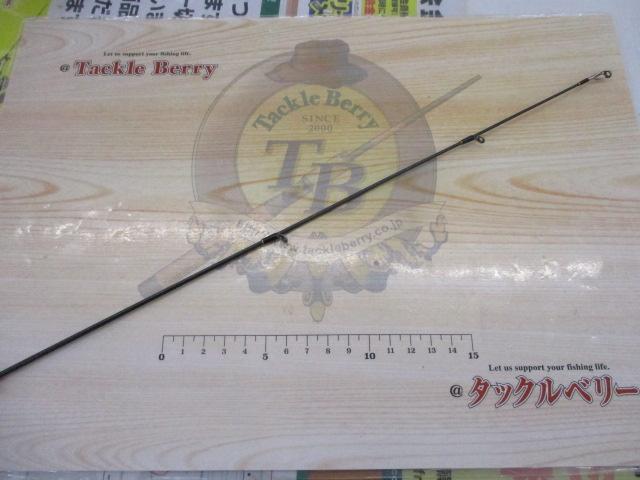 Let us support your fishing life.
@ Tackle Berry
Tackle Berry
SINCE
2000
TB
www.tackleberry.co.jp
0 1 2 3 4 5 6 7 8 9 10 11 12 13 14 15
Let us support your fishing life.
@ タックルベリー